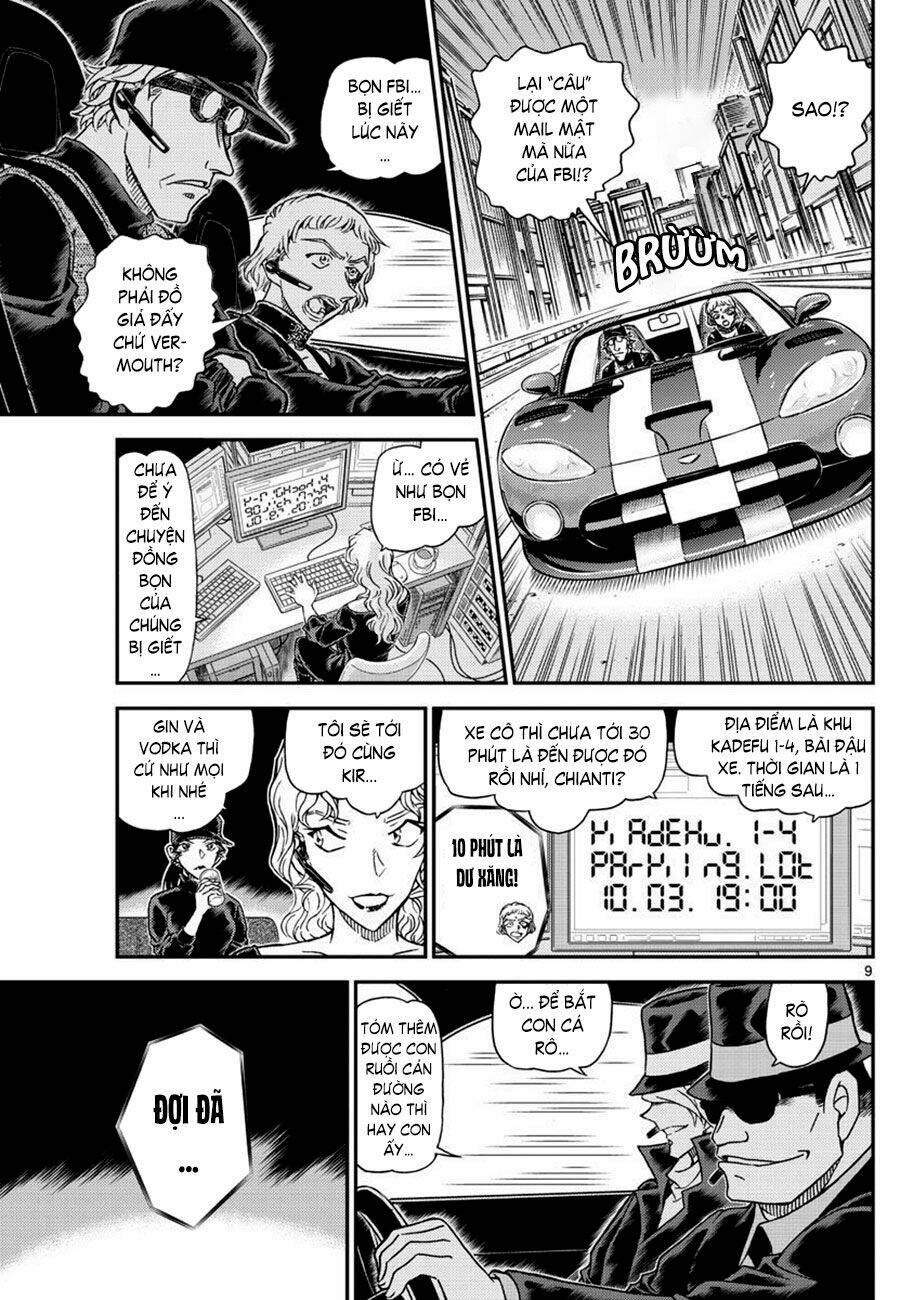 SAO!?
LẠI "CÂU"
ĐƯỢC MỘT
MAIL MẬT
MÀ NỮA
CỦA FBI!?
BRỪỪM
BỌN FBI...
BỊ GIẾT
LÚC NÀY
...
KHÔNG
PHẢI ĐỒ
GIẢ ĐẤY
CHỨ VER-
MOUTH?
Ừ... CÓ VẺ
NHƯ BỌN
FBI...
CHƯA
ĐỂ Ý
ĐẾN
CHUYỆN
ĐỒNG
BỌN
CỦA
CHÚNG
BỊ GIẾT
...
ĐỊA ĐIỂM LÀ KHU
KADEFU 1-4, BÃI ĐẬU
XE. THỜI GIAN LÀ 1
TIẾNG SAU...
XE CÔ THÌ CHƯA TỚI 30
PHÚT LÀ ĐẾN ĐƯỢC ĐÓ
RỒI NHỈ, CHIANTI?
PArKing.LOt
10.03.19:00
10 PHÚT LÀ
DƯ XĂNG!
TÔI SẼ TỚI
ĐÓ CÙNG
KIR...
GIN VÀ
VODKA THÌ
CỨ NHƯ MỌI
KHI NHÉ
...
9
RÕ
RỒI!
Ờ... ĐỂ BẮT
CON CÁ
RÔ...
TÓM THÊM
ĐƯỢC CON
RUỒI CẢN
ĐƯỜNG
NÀO THÌ
HAY CON
ẤY...
ĐỢI ĐÃ
...